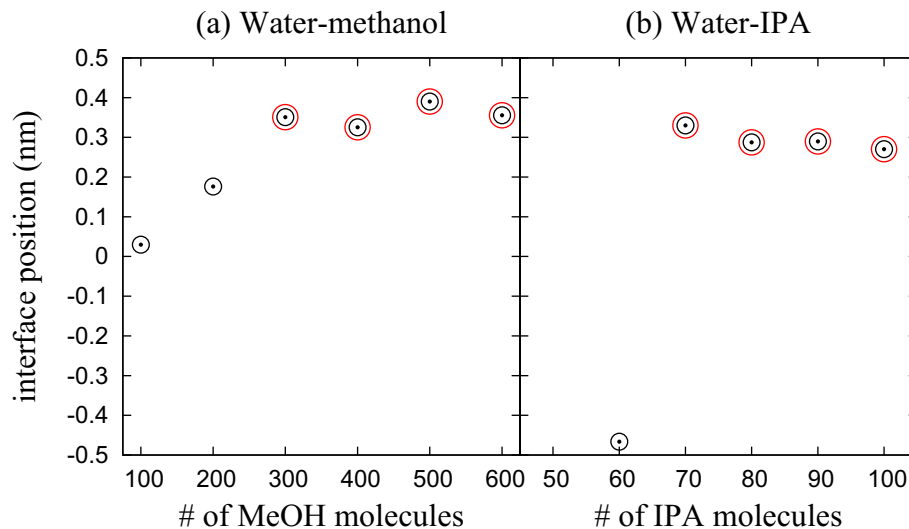 (a) Water-methanol
(b) Water-IPA
interface position (nm)
0.5
0.4
0.3
0.2
0.1
0
-0.1
-0.2
-0.3
-0.4
-0.5
100 200 300 400 500 600
50 60 70 80 90 100
# of MeOH molecules
# of IPA molecules